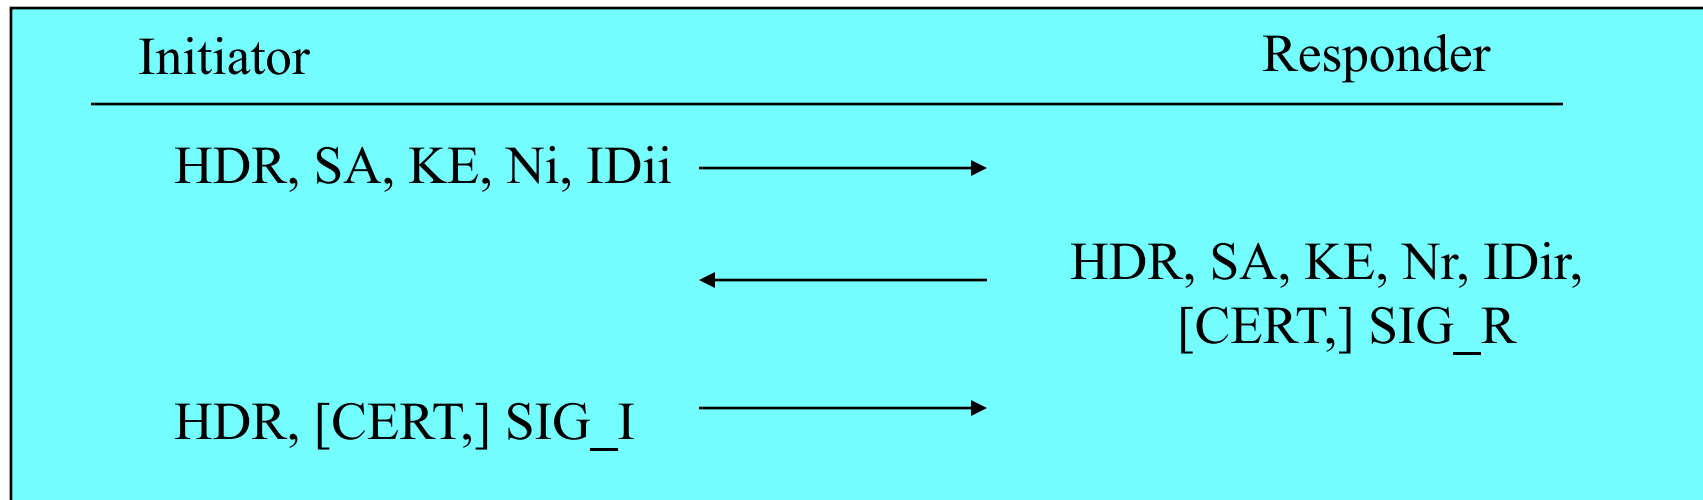 Initiator Responder
HDR, SA, KE, Ni, IDii
HDR, SA, KE, Nr, IDir,
[CERT,] SIG_R
HDR, [CERT,] SIG_I